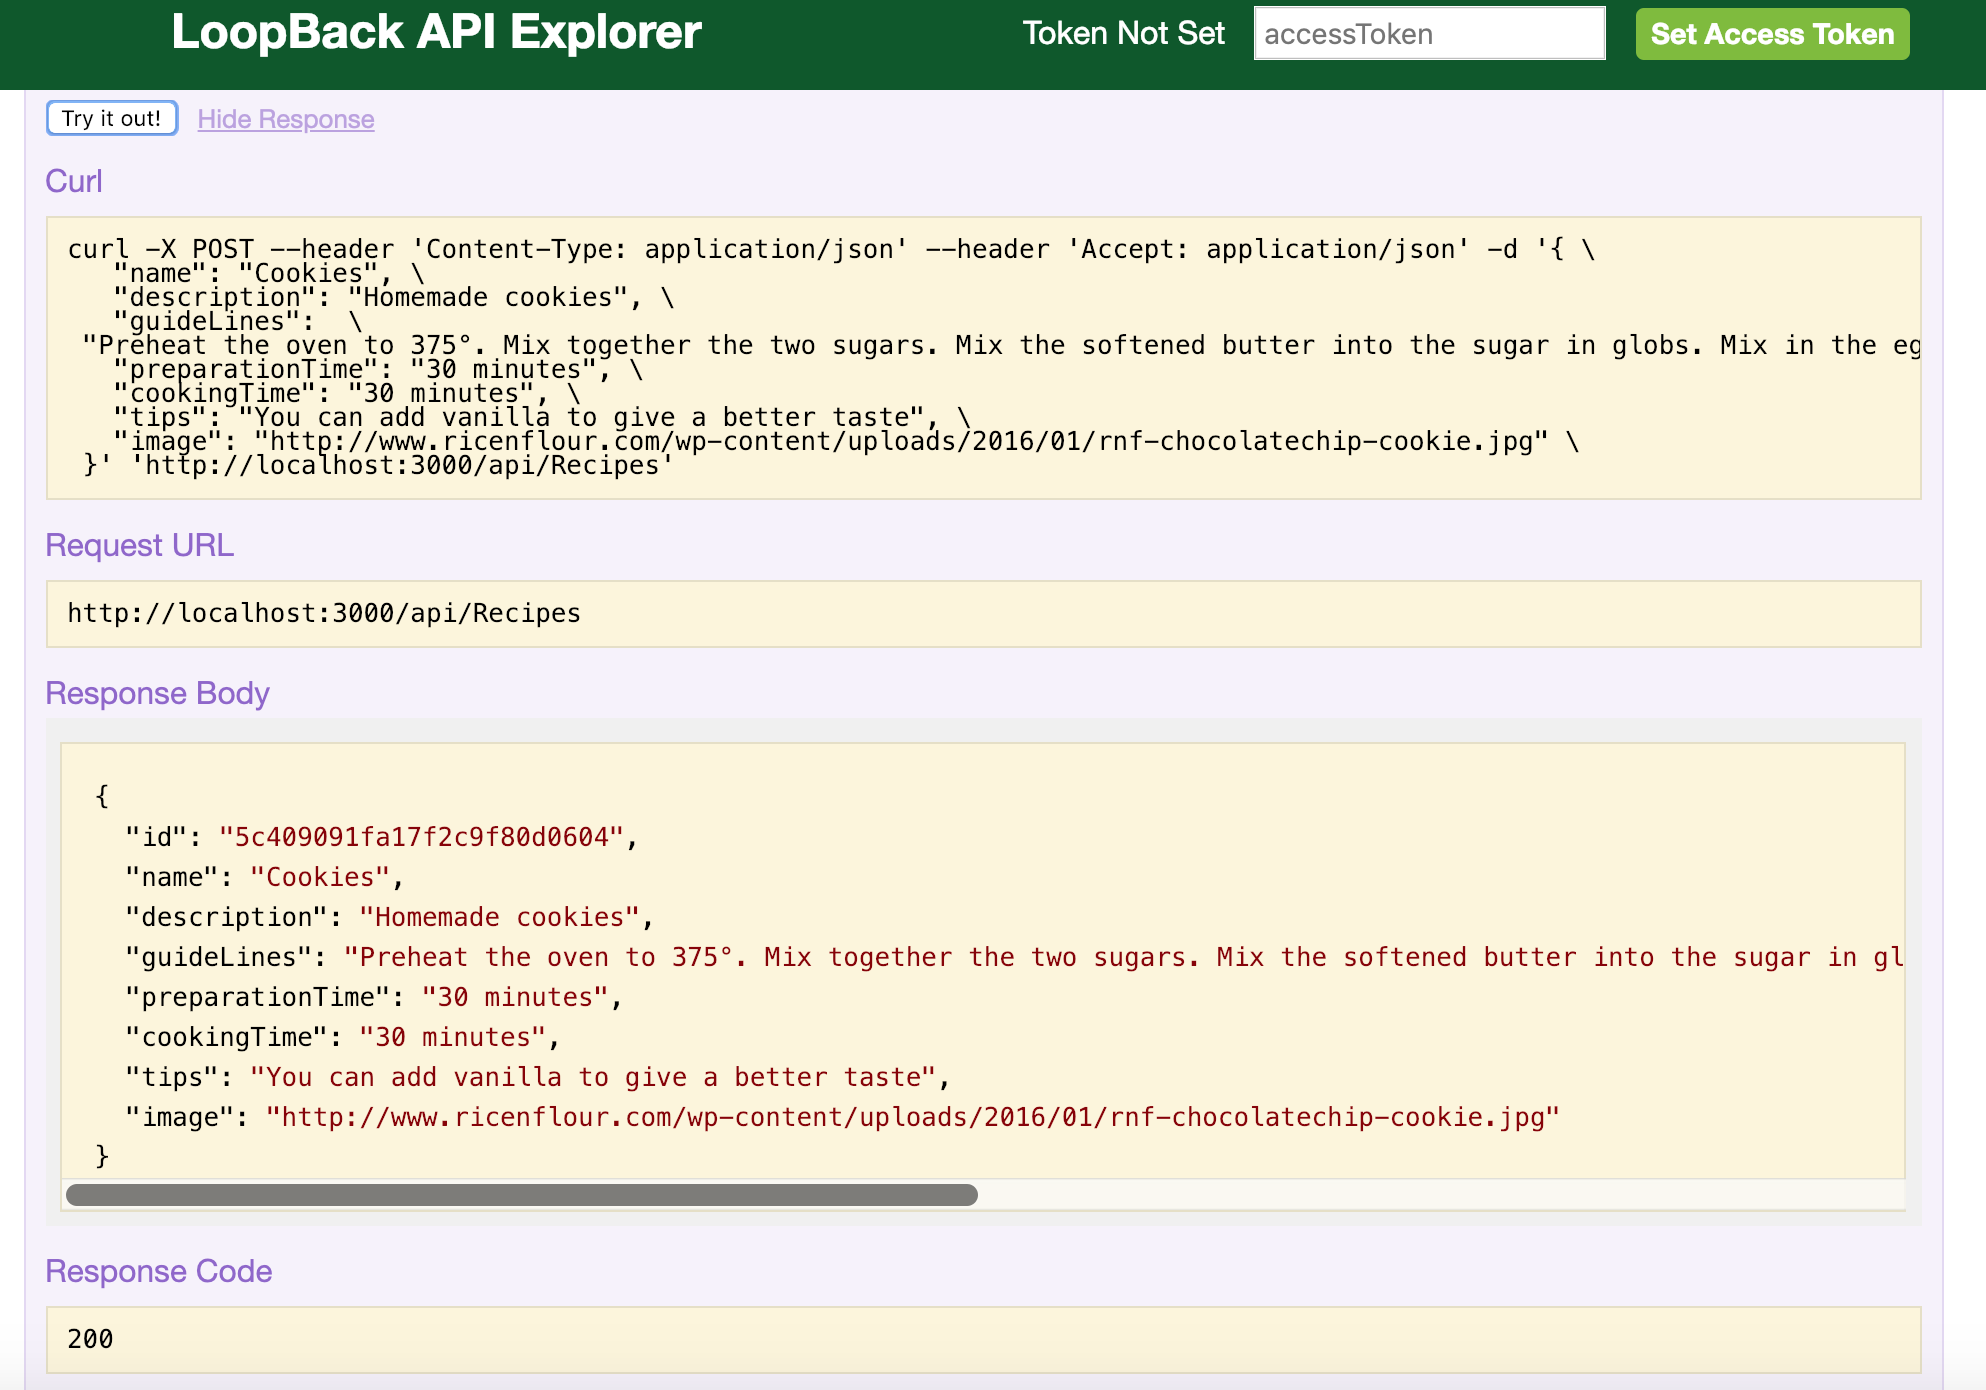 LoopBack API Explorer Token Not Set accessToken Set Access Token
Try it out! Hide Response
Curl
curl -X POST --header 'Content-Type: application/json' --header 'Accept: application/json' -d '{ \
"name": "Cookies", \
"description": "Homemade cookies", \
"guideLines":  \
"Preheat the oven to 375°. Mix together the two sugars. Mix the softened butter into the sugar in globs. Mix in the eg
"preparationTime": "30 minutes", \
"cookingTime": "30 minutes", \
"tips": "You can add vanilla to give a better taste", \
"image": "http://www.ricenflour.com/wp-content/uploads/2016/01/rnf-chocolatechip-cookie.jpg" \
}' 'http://localhost:3000/api/Recipes'
Request URL
http://localhost:3000/api/Recipes
Response Body
{
"id": "5c409091fa17f2c9f80d0604",
"name": "Cookies",
"description": "Homemade cookies",
"guideLines": "Preheat the oven to 375°. Mix together the two sugars. Mix the softened butter into the sugar in gl
"preparationTime": "30 minutes",
"cookingTime": "30 minutes",
"tips": "You can add vanilla to give a better taste",
"image": "http://www.ricenflour.com/wp-content/uploads/2016/01/rnf-chocolatechip-cookie.jpg"
}
Response Code
200